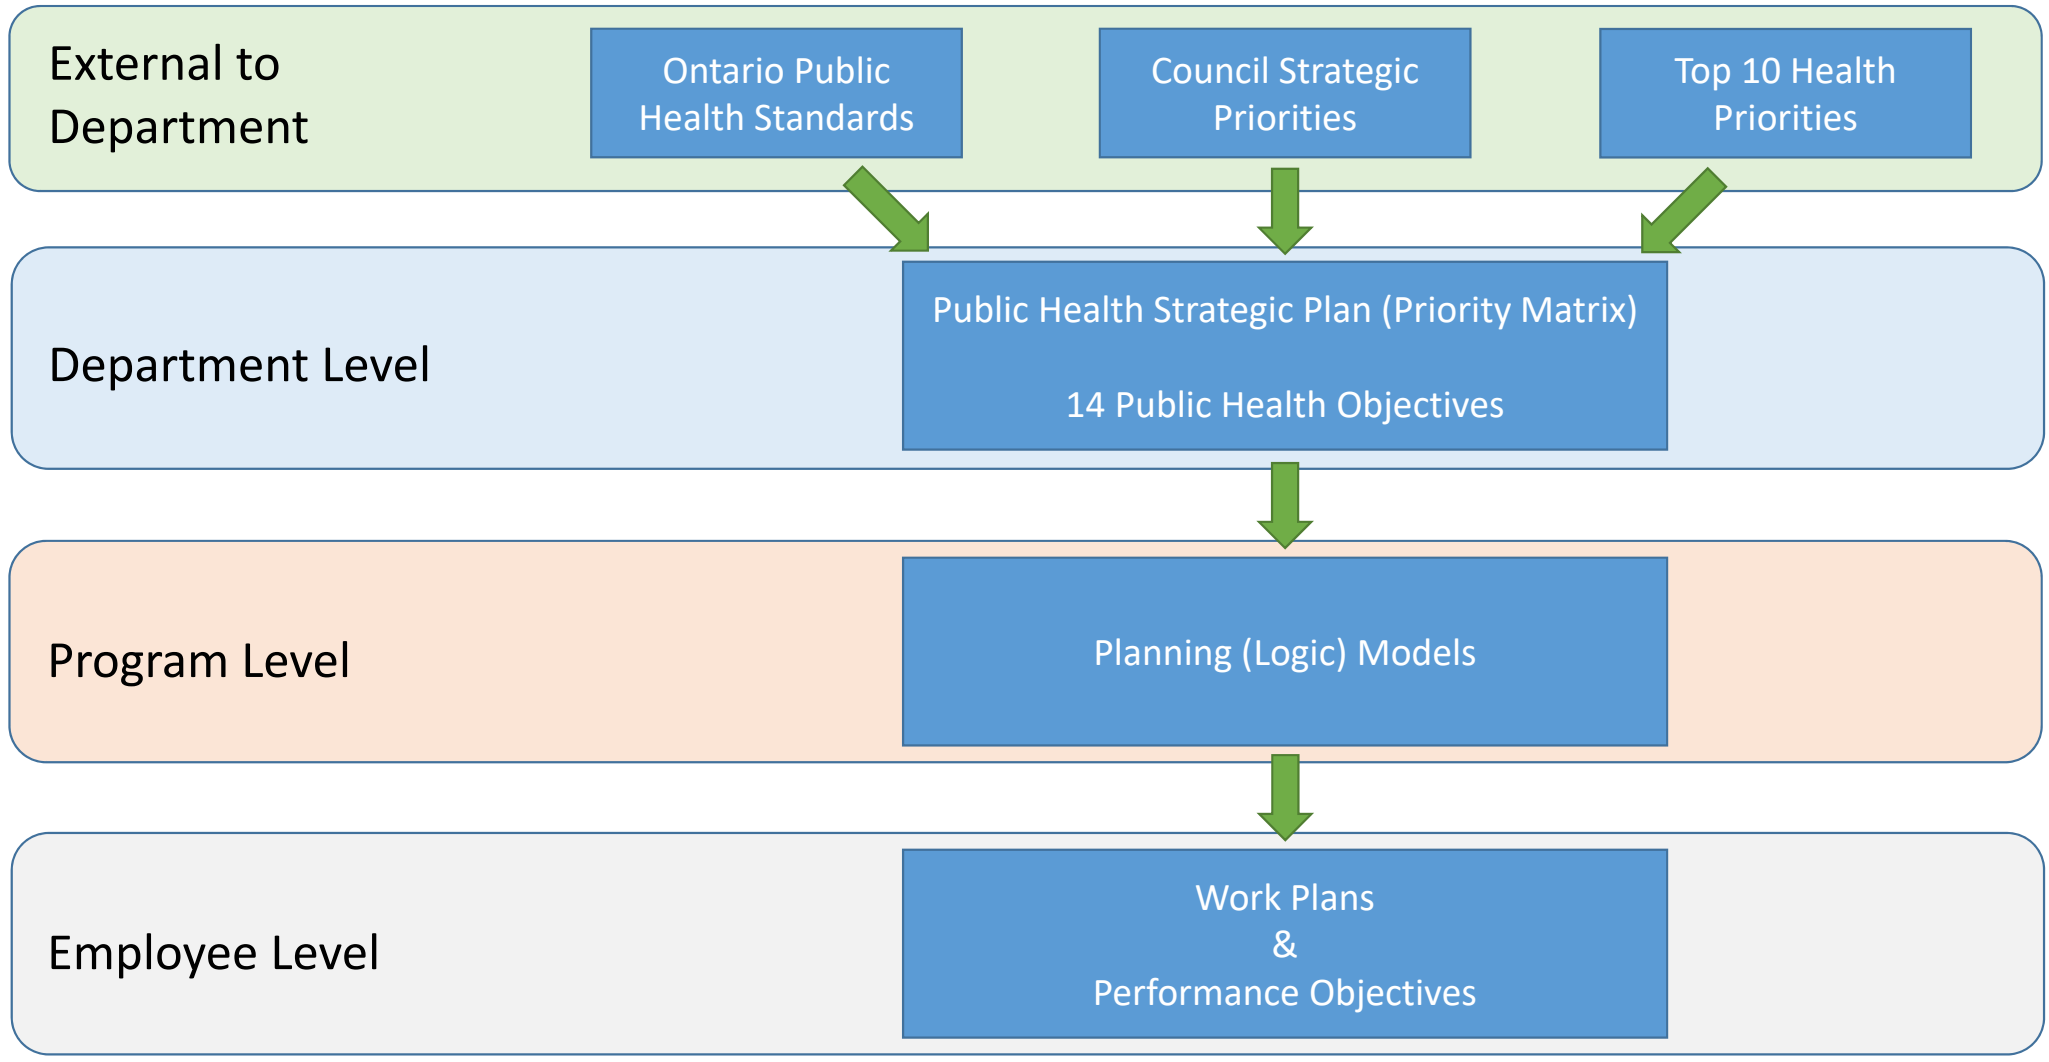 External to
Department
Ontario Public
Health Standards
Council Strategic
Priorities
Top 10 Health
Priorities
Department Level
Public Health Strategic Plan (Priority Matrix)
14 Public Health Objectives
Program Level
Planning (Logic) Models
Employee Level
Work Plans
&
Performance Objectives